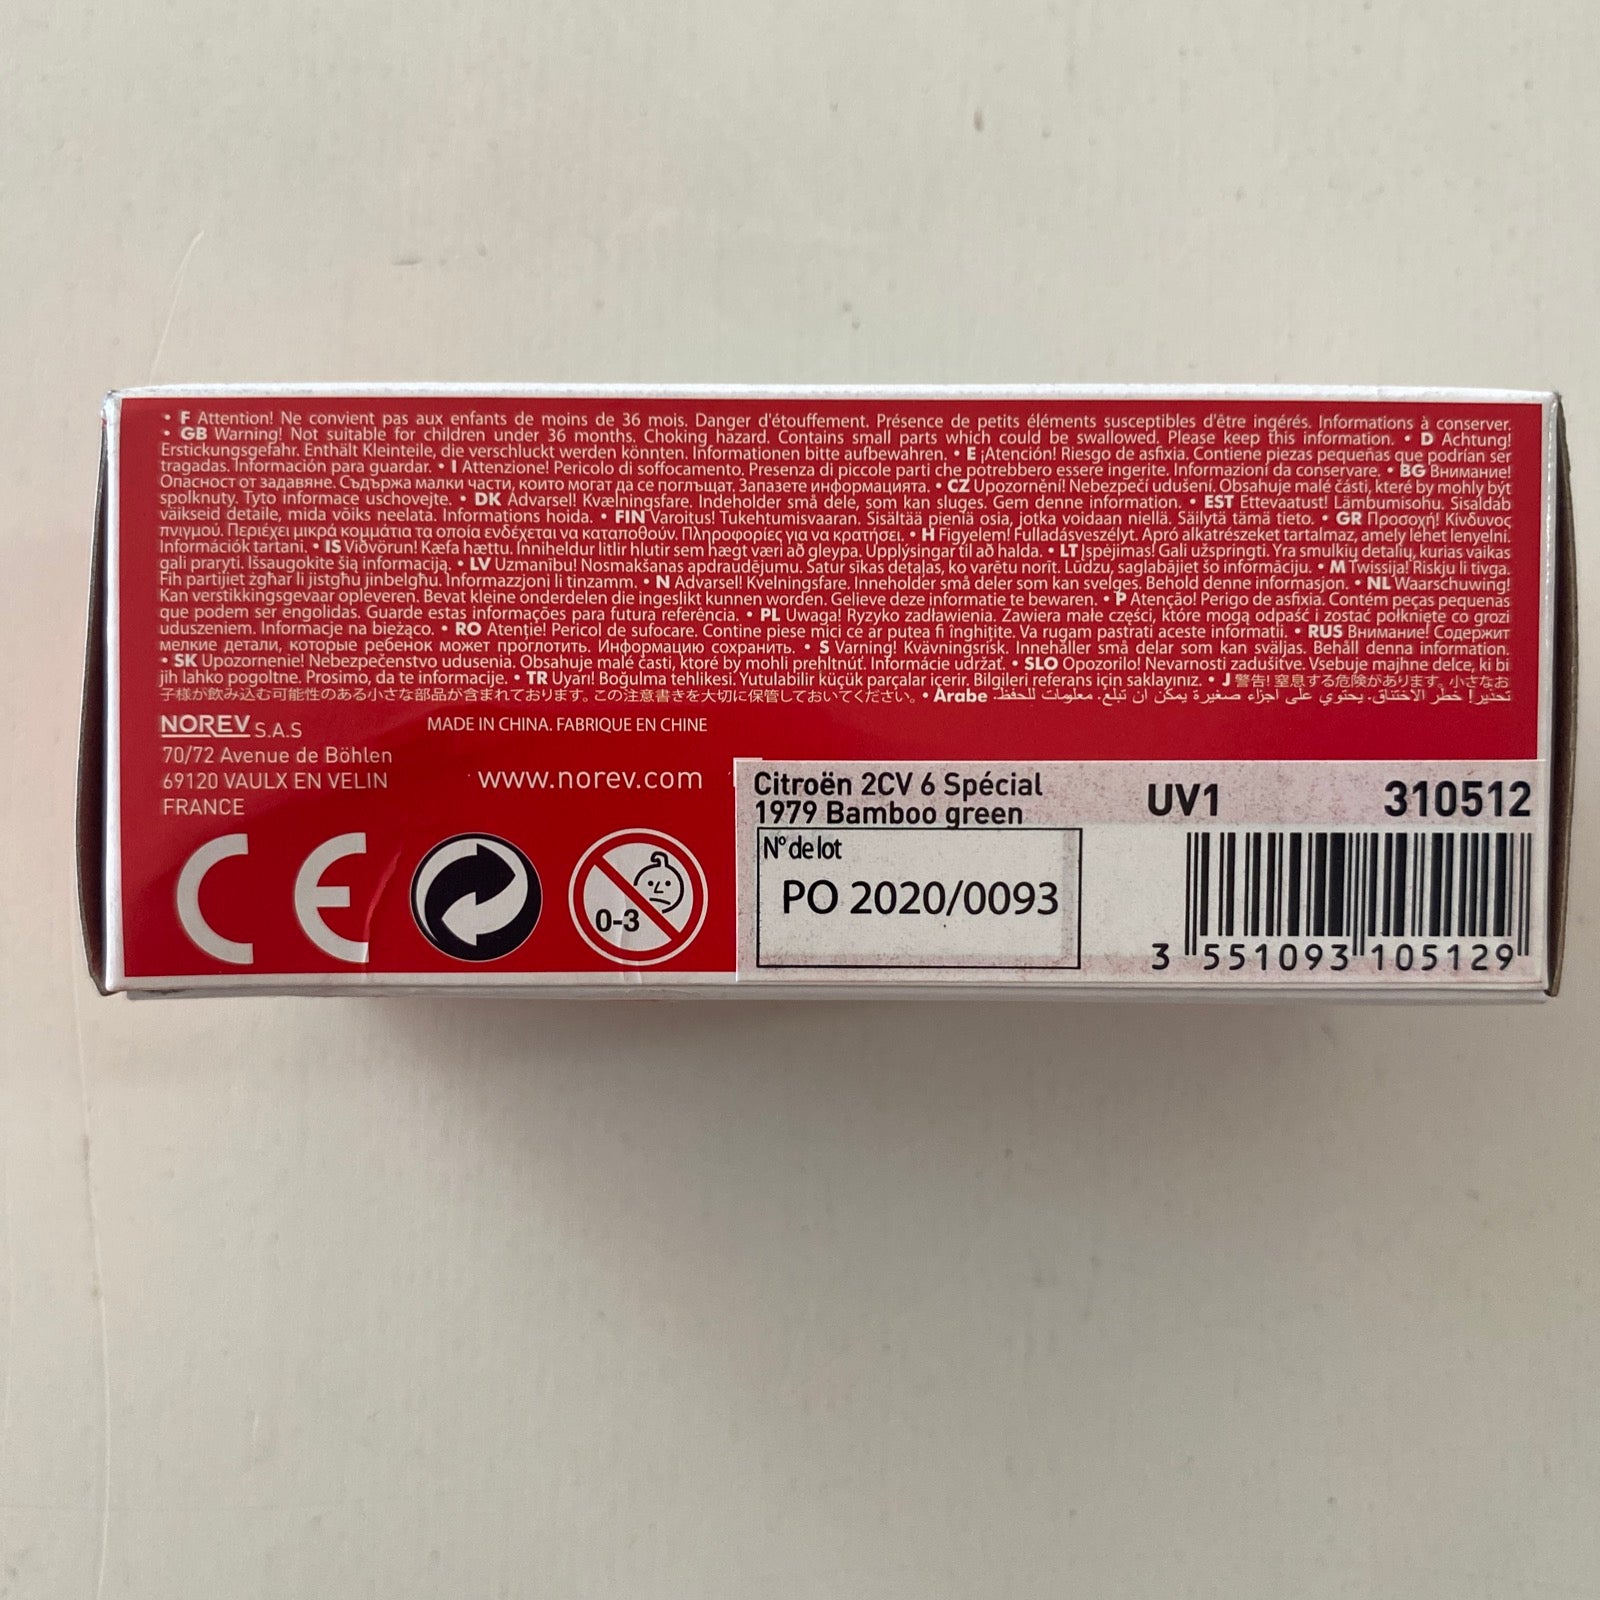 • F Attention! Ne convient pas aux enfants de moins de 36 mois. Danger d'étouffement. Présence de petits éléments susceptibles d'être ingérés. Informations à conserver.
• GB Warning! Not suitable for children under 36 months. Choking hazard. Contains small parts which could be swallowed. Please keep this information. • D Achtung!
Erstickungsgefahr. Enthält Kleinteile, die verschluckt werden könnten. Informationen bitte aufbewahren. • E ¡Atención! Riesgo de asfixia. Contiene piezas pequeñas que podrían ser
tragadas. Información para guardar. • I Attenzione! Pericolo di soffocamento. Presenza di piccole parti che potrebbero essere ingerite. Informazioni da conservare. • BG Внимание!
Опасност от задавяне. Съдържа малки части, които могат да се поглъщат. Запазете информацията. • CZ Upozornění! Nebezpečí udušení. Obsahuje malé části, které by mohly být
spolknuty. Tyto informace uschovejte. • DK Advarsel! Kvælningsfare. Indeholder små dele, som kan sluges. Gem denne information. • EST Ettevaatust! Lämbumisohu. Sisaldab
väikseid detaile, mida võiks neelata. Informations hoida. • FIN Varoitus! Tukehtumisvaaran. Sisältää pieniä osia, jotka voidaan niellä. Säilytä tämä tieto. • GR Προσοχή! Κίνδυνος
πνιγμού. Περιέχει μικρά κομμάτια τα οποία ενδέχεται να καταποθούν. Πληροφορίες για να κρατήσει. • H Figyelem! Fulladásveszélyt. Apró alkatrészeket tartalmaz, amely lehet lenyelni.
Információk tartani. • IS Viðvörun! Kæfa hættu. Inniheldur litlir hlutir sem hægt væri að gleypa. Upplýsingar til að halda. • LT Įspėjimas! Gali užspringti. Yra smulkių detalių, kurias vaikas
gali praryti. Išsaugokite šią informaciją. • LV Uzmanību! Nosmakšanas apdraudējumu. Satur sīkas detaļas, ko varētu norīt. Lūdzu, saglabājiet šo informāciju. • M Twissija! Riskju li tivga.
Fih partijiet żgħar li jistgħu jinbelgħu. Informazzjoni li tinzamm. • N Advarsel! Kvelningsfare. Inneholder små deler som kan svelges. Behold denne informasjon. • NL Waarschuwing!
Kan verstikkingsgevaar opleveren. Bevat kleine onderdelen die ingeslikt kunnen worden. Gelieve deze informatie te bewaren. • P Atenção! Perigo de asfixia. Contém peças pequenas
que podem ser engolidas. Guarde estas informações para futura referência. • PL Uwaga! Ryzyko zadławienia. Zawiera małe części, które mogą odpaść i zostać połknięte co grozi
uduszeniem. Informacje na bieżąco. • RO Atenție! Pericol de sufocare. Contine piese mici ce ar putea fi înghițite. Va rugam pastrati aceste informatii. • RUS Внимание! Содержит
мелкие детали, которые ребенок может проглотить. Информацию сохранить. • S Varning! Kvävningsrisk. Innehåller små delar som kan sväljas. Behåll denna information.
• SK Upozornenie! Nebezpečenstvo udusenia. Obsahuje malé časti, ktoré by mohli prehltnúť. Informácie udržať. • SLO Opozorilo! Nevarnosti zadušitve. Vsebuje majhne delce, ki bi
jih lahko pogoltne. Prosimo, da te informacije. • TR Uyarı! Boğulma tehlikesi. Yutulabilir küçük parçalar içerir. Bilgileri referans için saklayınız. • J 警告! 窒息する危険があります。小さなお
子様が飲み込む可能性のある小さな部品が含まれております。この注意書きを大切に保管しておいてください。 • Arabe تحذير! خطر الاختناق. يحتوي على أجزاء صغيرة يمكن أن تبلع. معلومات للحفظ.
NOREV S.A.S
MADE IN CHINA. FABRIQUE EN CHINE
70/72 Avenue de Böhlen
69120 VAULX EN VELIN
FRANCE
www.norev.com
CE
0-3
Citroën 2CV 6 Spécial
1979 Bamboo green
UV1
310512
N° de lot
PO 2020/0093
3 551093 105129